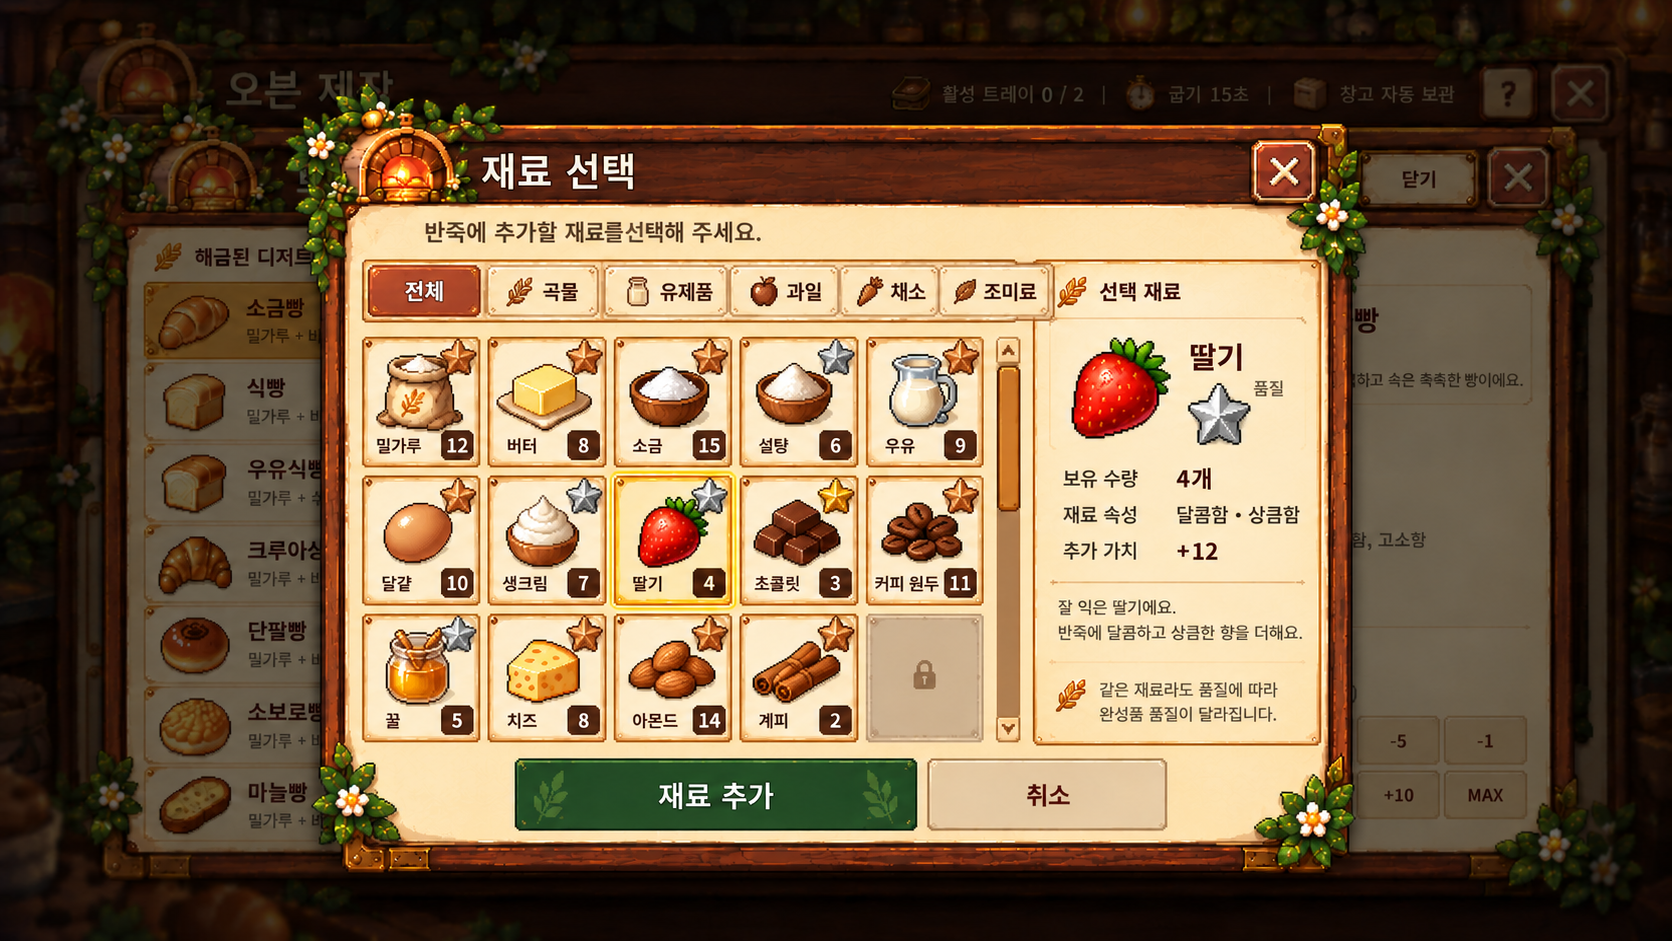 오븐 제작
활성 트레이 0 / 2 | 굽기 15초 | 창고 자동 보관
?
닫기
재료 선택
반죽에 추가할 재료를선택해 주세요.
전체
곡물
유제품
과일
채소
조미료
밀가루 12
버터 8
소금 15
설탕 6
우유 9
달걀 10
생크림 7
딸기 4
초콜릿 3
커피 원두 11
꿀 5
치즈 8
아몬드 14
계피 2
선택 재료
딸기
품질
보유 수량 4개
재료 속성 달콤함 • 상큼함
추가 가치 +12
잘 익은 딸기에요.
반죽에 달콤하고 상큼한 향을 더해요.
같은 재료라도 품질에 따라
완성품 품질이 달라집니다.
재료 추가
취소
해금된 디저트
소금빵
밀가루 +
식빵
밀가루 +
우유식빵
밀가루 +
크루아상
밀가루 +
단팥빵
밀가루 +
소보로빵
밀가루 +
마늘빵
밀가루 +
빵
하고 속은 촉촉한 빵이에요.
함, 고소함
-5
-1
+10
MAX